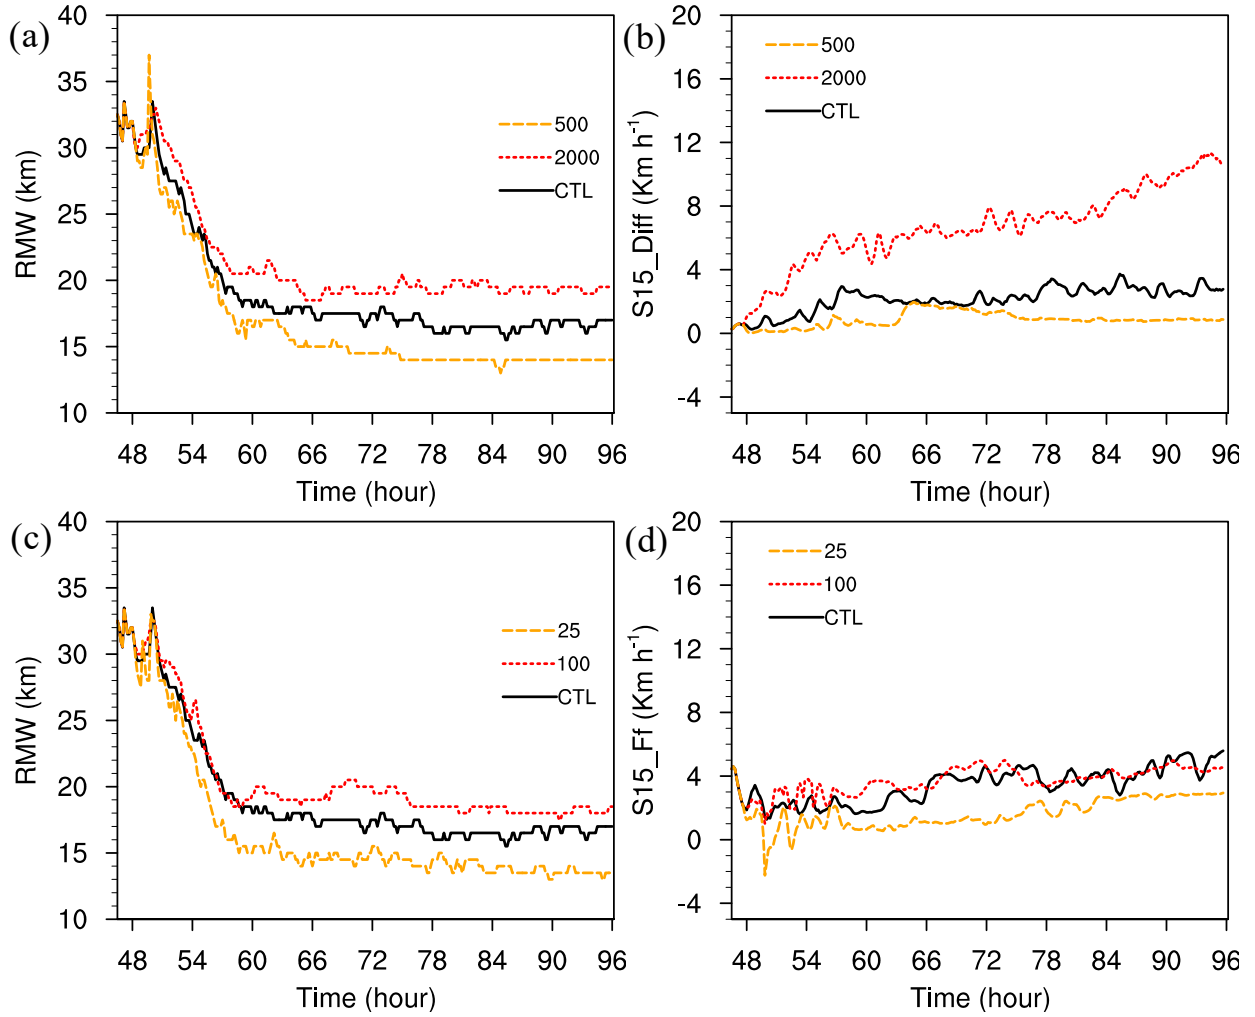 (a)
RMW (km)
40
35
30
25
20
15
10
500
2000
CTL
48 54 60 66 72 78 84 90 96
Time (hour)
(b)
S15_Diff (Km h-1)
20
16
12
8
4
0
-4
500
2000
CTL
48 54 60 66 72 78 84 90 96
Time (hour)
(c)
RMW (km)
40
35
30
25
20
15
10
25
100
CTL
48 54 60 66 72 78 84 90 96
Time (hour)
(d)
S15_Ff (Km h-1)
20
16
12
8
4
0
-4
25
100
CTL
48 54 60 66 72 78 84 90 96
Time (hour)